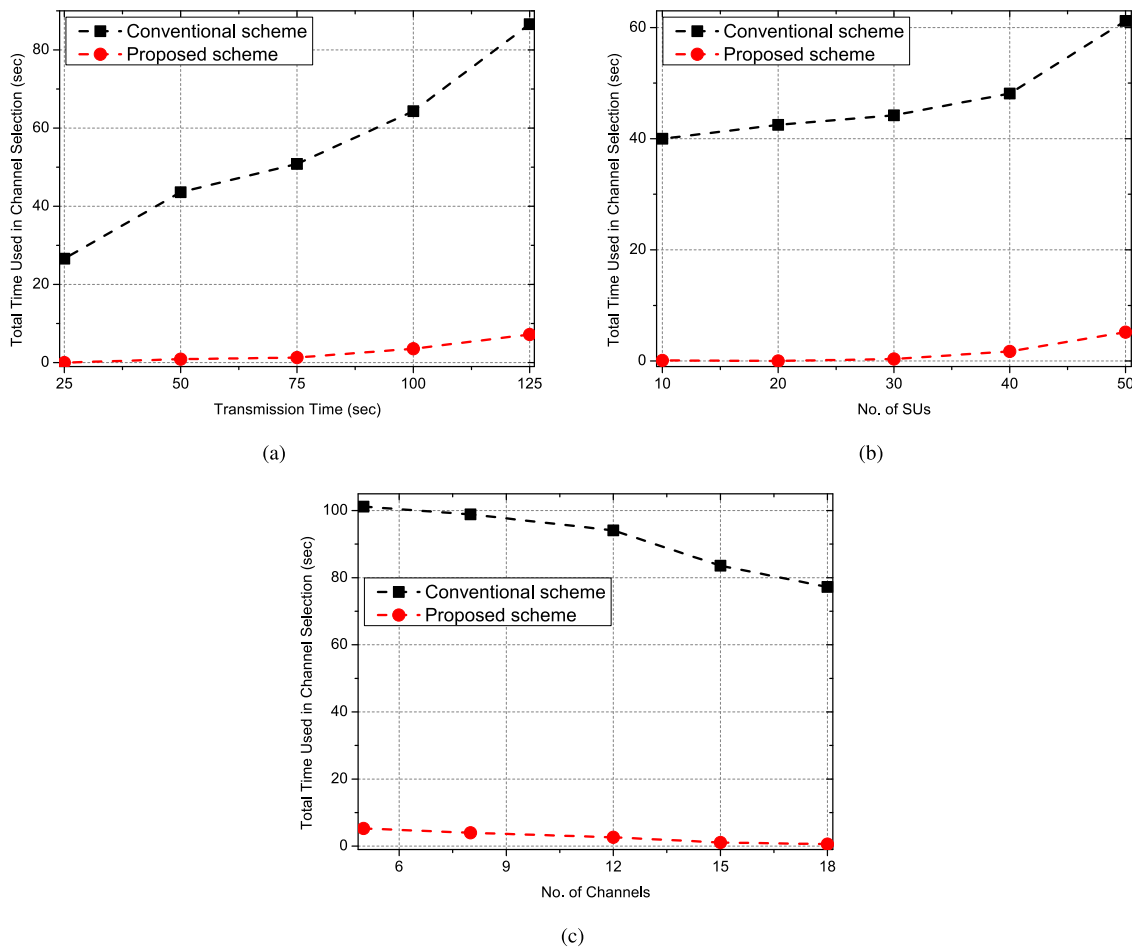 Conventional scheme
Proposed scheme
Total Time Used in Channel Selection (sec)
80
60
40
20
0
25
50
75
100
125
Transmission Time (sec)
(a)
Conventional scheme
Proposed scheme
Total Time Used in Channel Selection (sec)
60
40
20
0
10
20
30
40
50
No. of SUs
(b)
Conventional scheme
Proposed scheme
Total Time Used in Channel Selection (sec)
100
80
60
40
20
0
6
9
12
15
18
No. of Channels
(c)